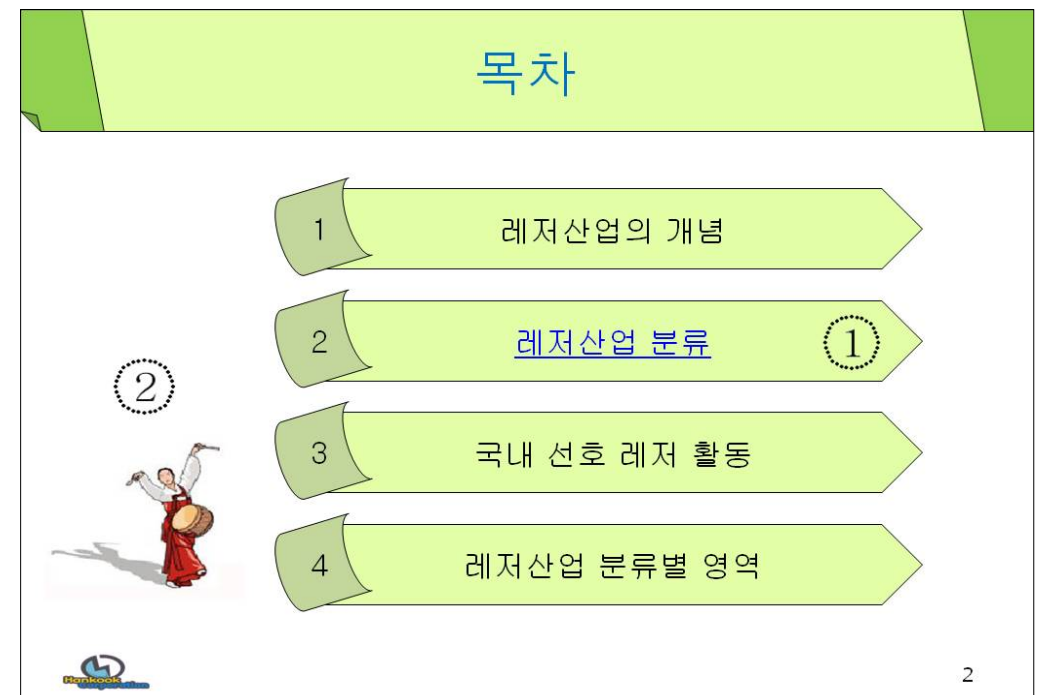 목차
1 레저산업의 개념
2 레저산업 분류 ①
②
3 국내 선호 레저 활동
4 레저산업 분류별 영역
Hankook
Corporation
2